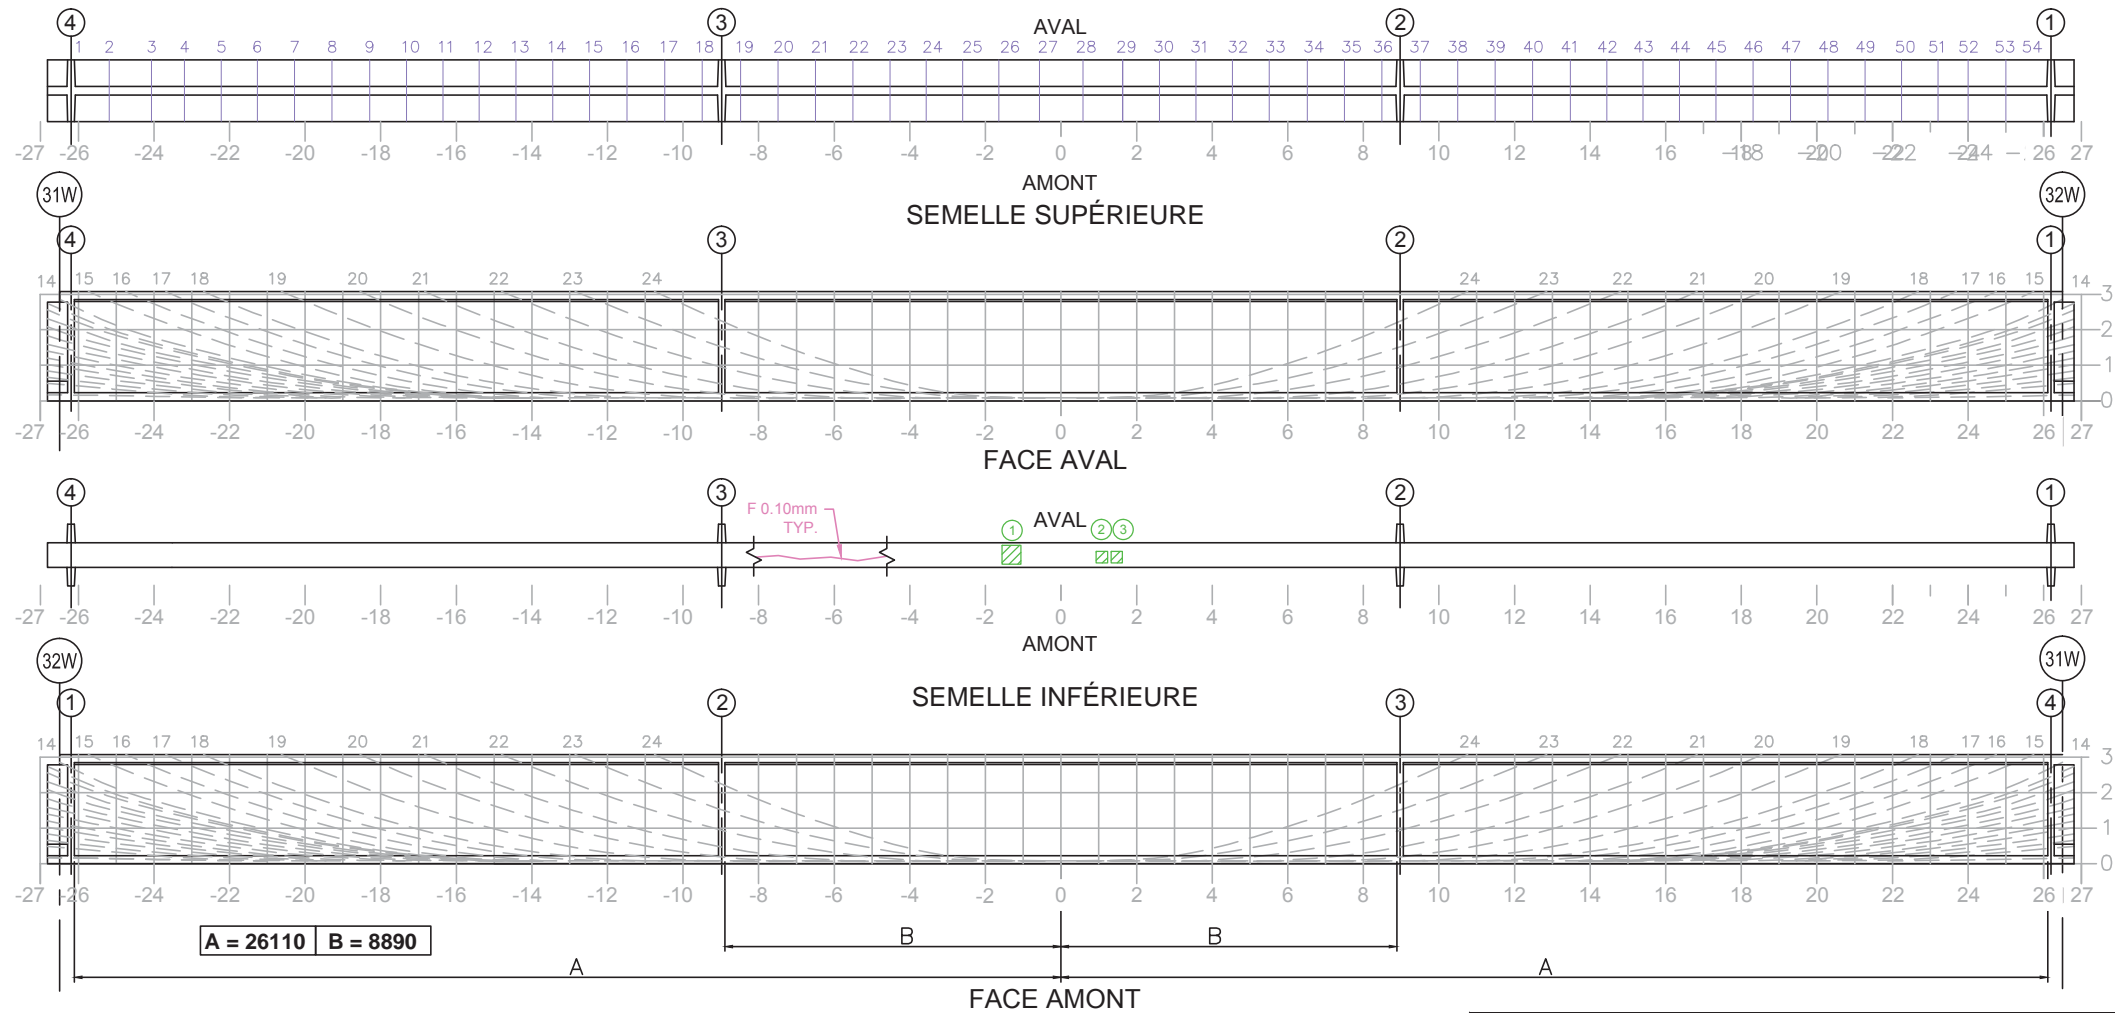 4 3 AVAL 2 1
1 2 3 4 5 6 7 8 9 10 11 12 13 14 15 16 17 18 19 20 21 22 23 24 25 26 27 28 29 30 31 32 33 34 35 36 37 38 39 40 41 42 43 44 45 46 47 48 49 50 51 52 53 54
-27 -26 -24 -22 -20 -18 -16 -14 -12 -10 -8 -6 -4 -2 0 2 4 6 8 10 12 14 16 -18 18 -20 20 -22 22 -24 24 26 27
AMONT
SEMELLE SUPÉRIEURE
31W 32W
4 3 2 1
14 15 16 17 18 19 20 21 22 23 24 24 23 22 21 20 19 18 17 16 15 14
3
2
1
0
-27 -26 -24 -22 -20 -18 -16 -14 -12 -10 -8 -6 -4 -2 0 2 4 6 8 10 12 14 16 18 20 22 24 26 27
FACE AVAL
4 3 2 1
F 0.10mm
TYP.
1 AVAL 2 3
-27 -26 -24 -22 -20 -18 -16 -14 -12 -10 -8 -6 -4 -2 0 2 4 6 8 10 12 14 16 18 20 22 24 26 27
AMONT
SEMELLE INFÉRIEURE
32W 31W
1 2 3 4
14 15 16 17 18 19 20 21 22 23 24 24 23 22 21 20 19 18 17 16 15 14
3
2
1
0
-27 -26 -24 -22 -20 -18 -16 -14 -12 -10 -8 -6 -4 -2 0 2 4 6 8 10 12 14 16 18 20 22 24 26 27
A = 26110 B = 8890
B B
A A
FACE AMONT